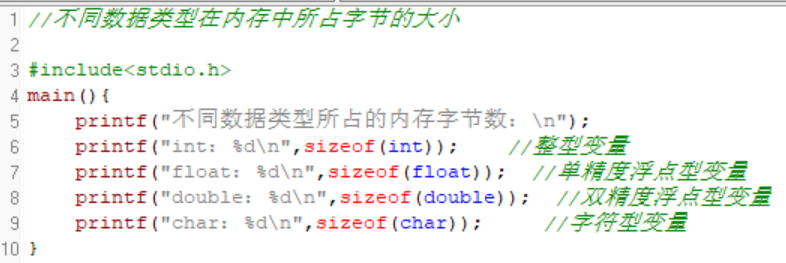 1 //不同数据类型在内存中所占字节的大小
2
3 #include<stdio.h>
4 main(){
5 printf("不同数据类型所占的内存字节数：\n");
6 printf("int：%d\n",sizeof(int)); //整型变量
7 printf("float：%d\n",sizeof(float)); //单精度浮点型变量
8 printf("double：%d\n",sizeof(double)); //双精度浮点型变量
9 printf("char：%d\n",sizeof(char)); //字符型变量
10 }